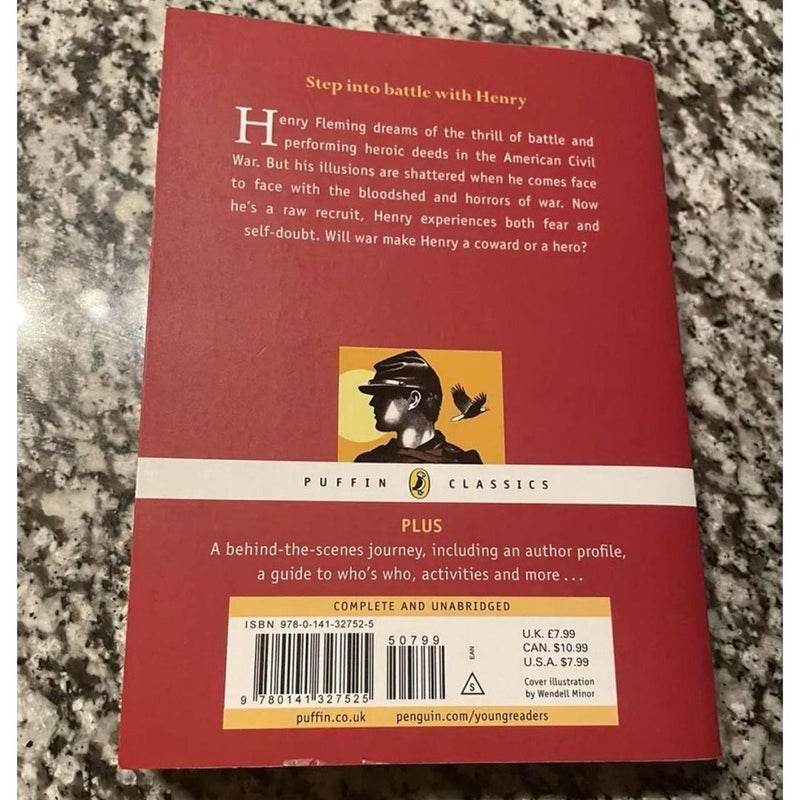 Step into battle with Henry
Henry Fleming dreams of the thrill of battle and
performing heroic deeds in the American Civil
War. But his illusions are shattered when he comes face
to face with the bloodshed and horrors of war. Now
he's a raw recruit, Henry experiences both fear and
self-doubt. Will war make Henry a coward or a hero?
PUFFIN CLASSICS
PLUS
A behind-the-scenes journey, including an author profile,
a guide to who's who, activities and more...
COMPLETE AND UNABRIDGED
ISBN 978-0-141-32752-5
50799
9 780141 327525
EAN
S
U.K. £7.99
CAN. $10.99
U.S.A. $7.99
Cover illustration
by Wendell Minor
puffin.co.uk penguin.com/youngreaders